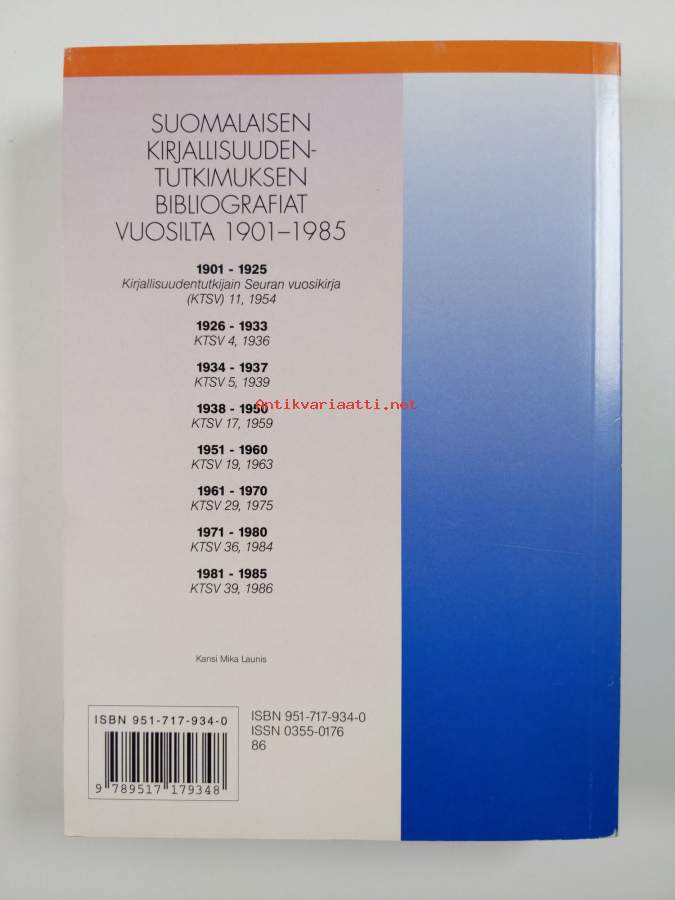 SUOMALAISEN
KIRJALLISUUDEN-
TUTKIMUKSEN
BIBLIOGRAFIAT
VUOSILTA 1901–1985
1901 - 1925
Kirjallisuudentutkijain Seuran vuosikirja
(KTSV) 11, 1954
1926 - 1933
KTSV 4, 1936
1934 - 1937
KTSV 5, 1939
Antikvariaatti.net
1938 - 1950
KTSV 17, 1959
1951 - 1960
KTSV 19, 1963
1961 - 1970
KTSV 29, 1975
1971 - 1980
KTSV 36, 1984
1981 - 1985
KTSV 39, 1986
Kansi Mika Launis
ISBN 951-717-934-0
9 789517 179348
ISBN 951-717-934-0
ISSN 0355-0176
86